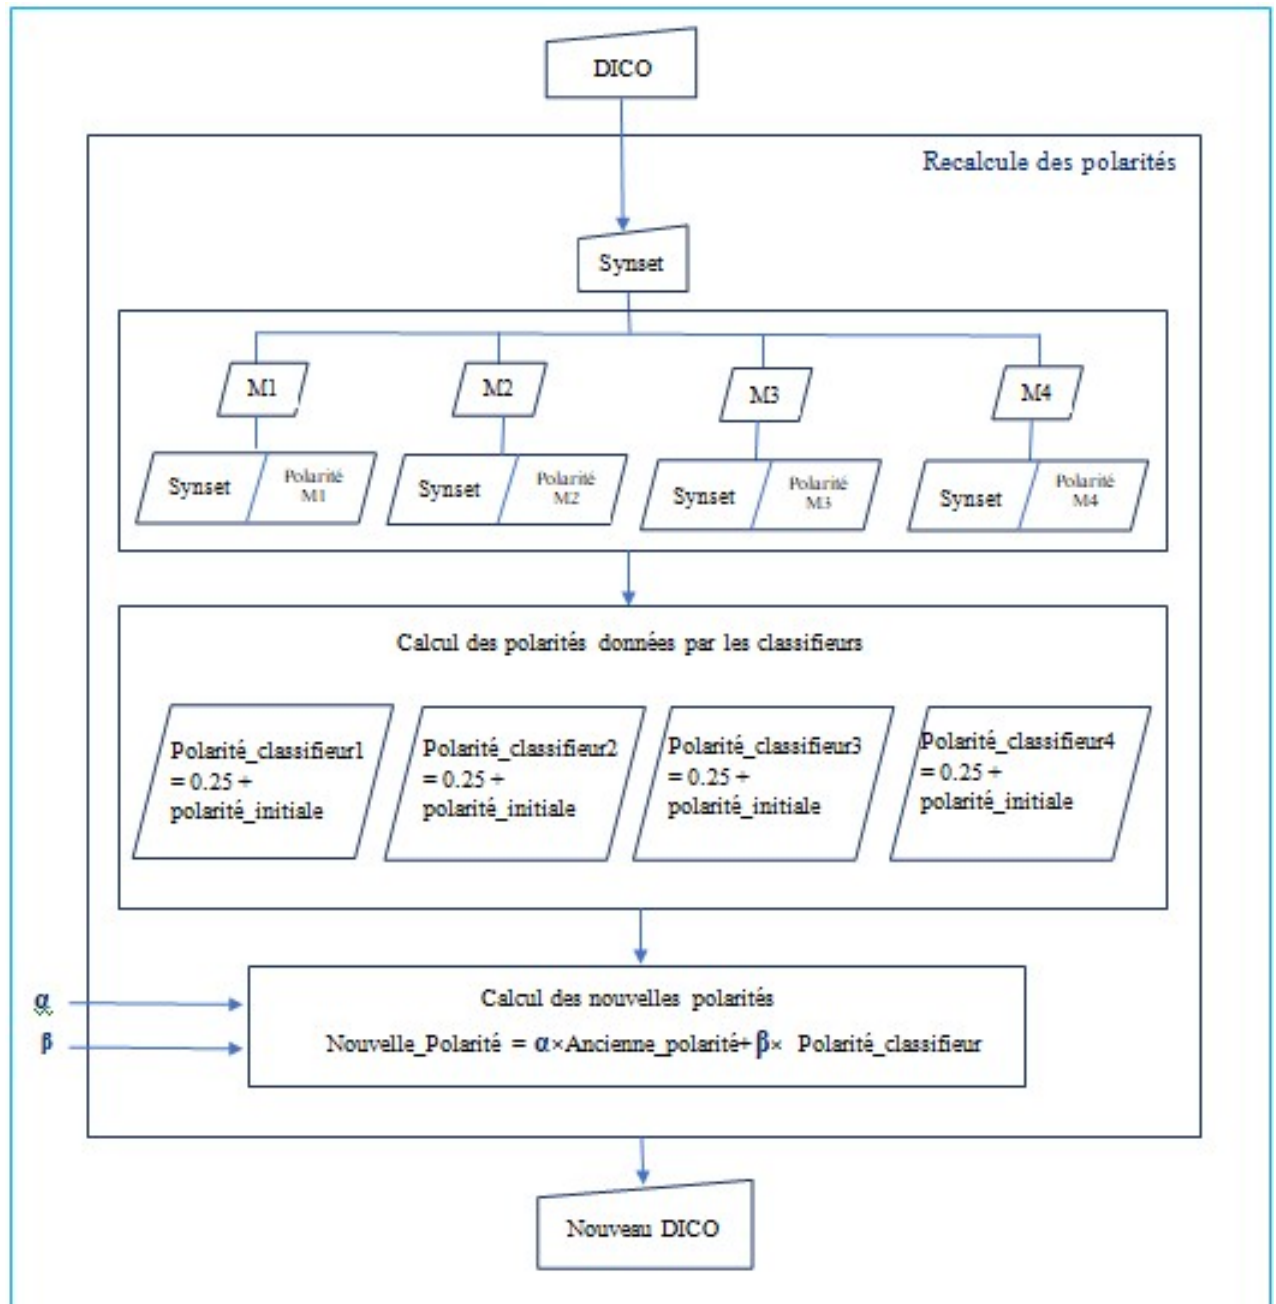 DICO
Recalcule des polarités
Synset
M1
M2
M3
M4
Synset
Polarité
M1
Synset
Polarité
M2
Synset
Polarité
M3
Synset
Polarité
M4
Calcul des polarités données par les classifieurs
Polarité_classifieur1
= 0.25 +
polarité_initiale
Polarité_classifieur2
= 0.25 +
polarité_initiale
Polarité_classifieur3
= 0.25 +
polarité_initiale
Polarité_classifieur4
= 0.25 +
polarité_initiale
α
β
Calcul des nouvelles polarités
Nouvelle_Polarité = α×Ancienne_polarité+β× Polarité_classifieur
Nouveau DICO